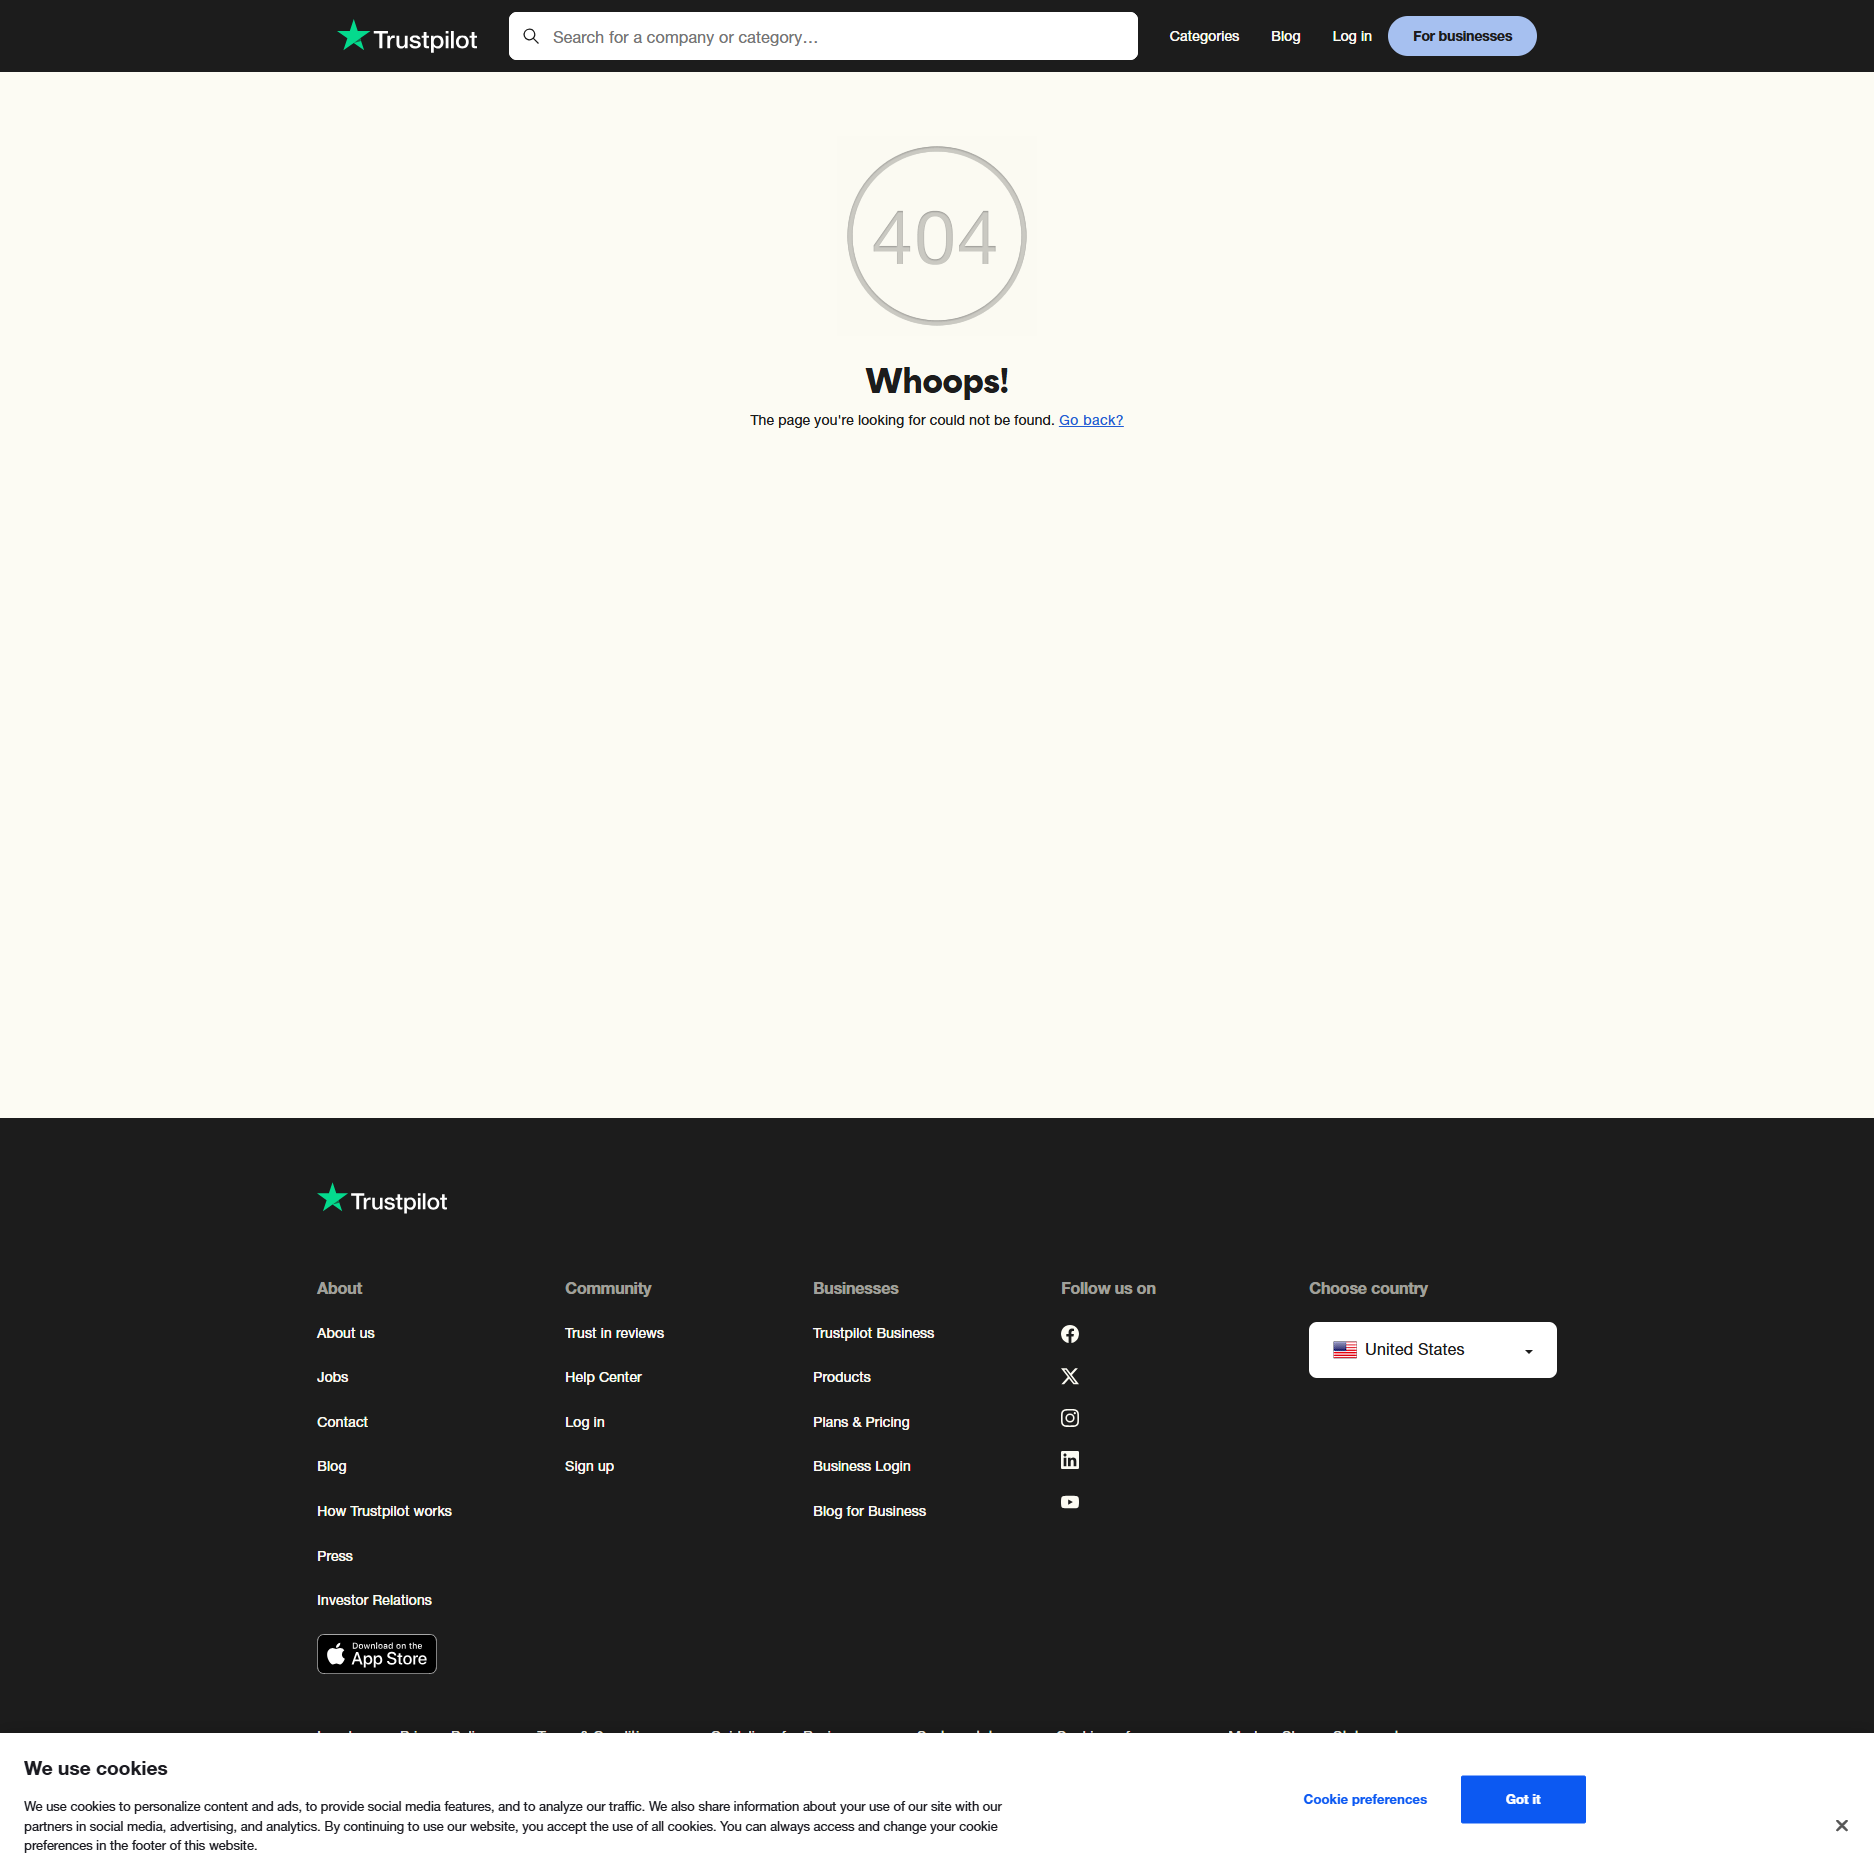 Trustpilot
Search for a company or category...
Categories
Blog
Log in
For businesses
404
Whoops!
The page you're looking for could not be found. Go back?
Trustpilot
About
About us
Jobs
Contact
Blog
How Trustpilot works
Press
Investor Relations
Download on the
App Store
Community
Trust in reviews
Help Center
Log in
Sign up
Businesses
Trustpilot Business
Products
Plans & Pricing
Business Login
Blog for Business
Follow us on
Choose country
United States
We use cookies
We use cookies to personalize content and ads, to provide social media features, and to analyze our traffic. We also share information about your use of our site with our
partners in social media, advertising, and analytics. By continuing to use our website, you accept the use of all cookies. You can always access and change your cookie
preferences in the footer of this website.
Cookie preferences
Got it